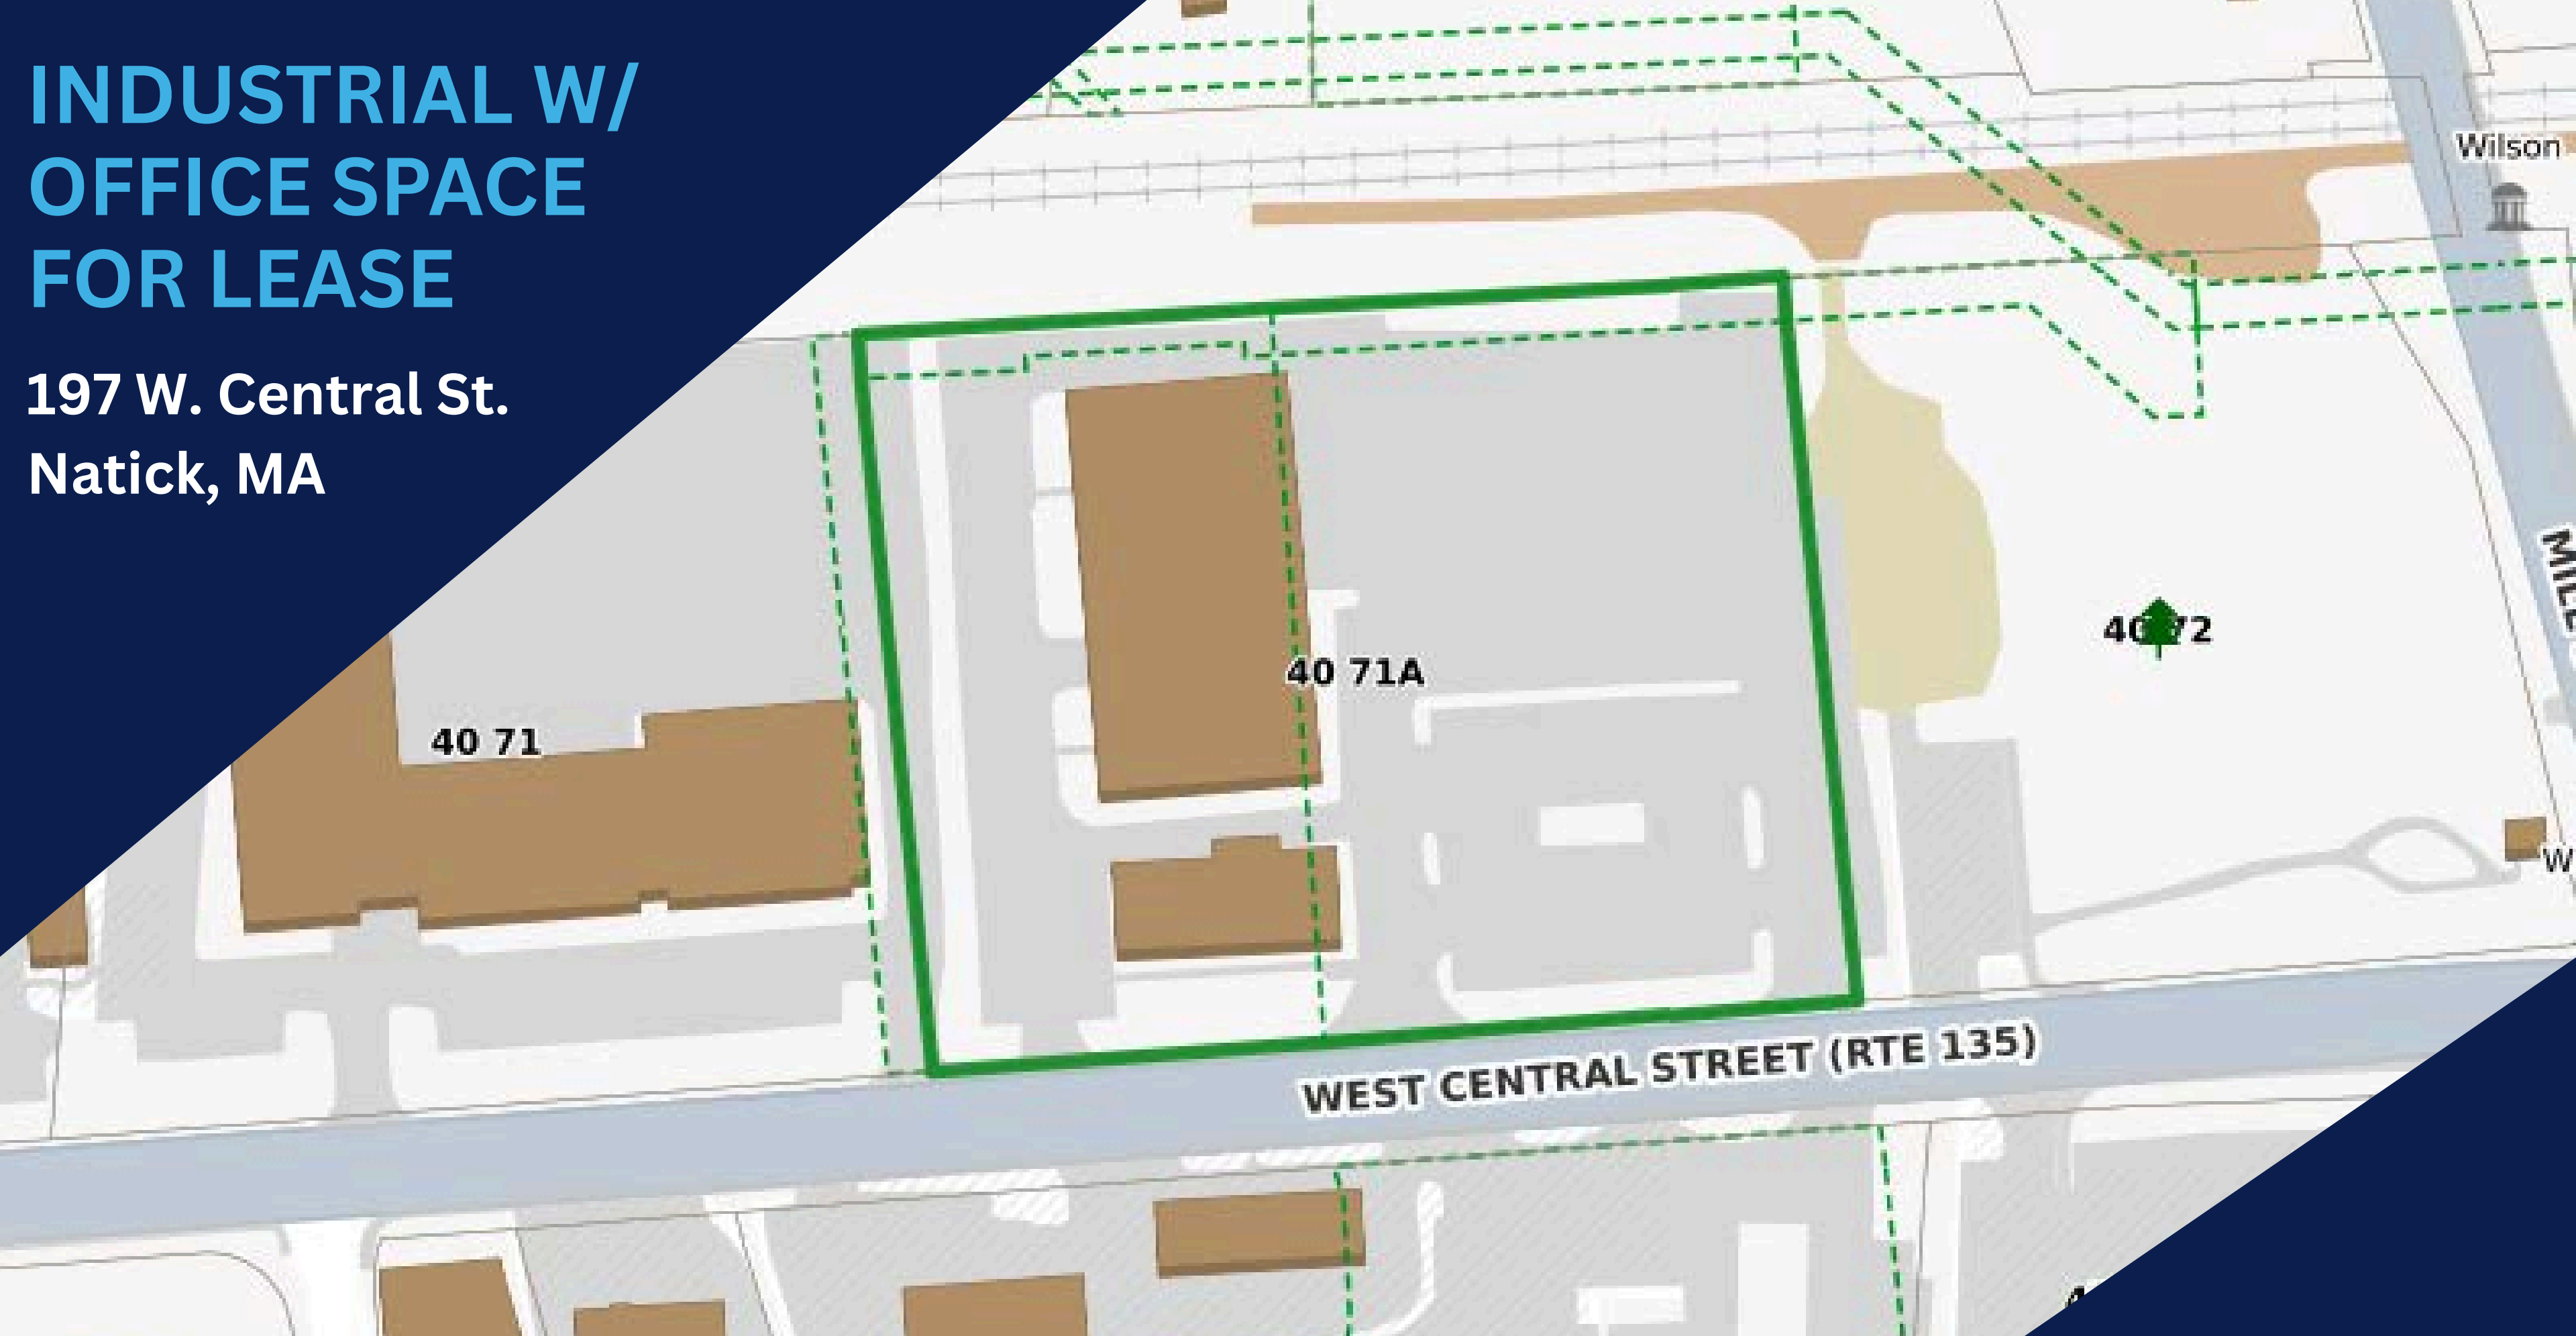 INDUSTRIAL W/
OFFICE SPACE
FOR LEASE
197 W. Central St.
Natick, MA
Wilson
40 71A
40 71
WEST CENTRAL STREET (RTE 135)